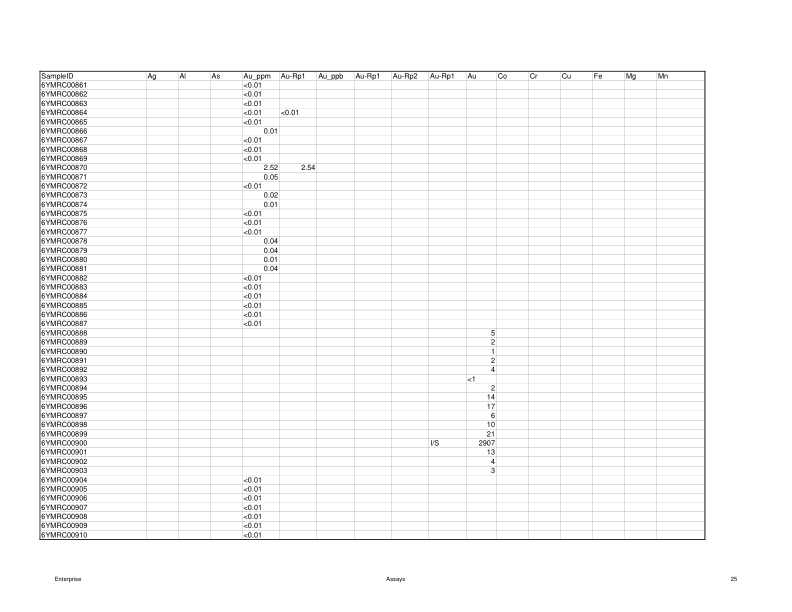 SampleID Ag Al As Au_ppm Au-Rp1 Au_ppb Au-Rp1 Au-Rp2 Au-Rp1 Au Co Cr Cu Fe Mg Mn
6YMRC00861 <0.01
6YMRC00862 <0.01
6YMRC00863 <0.01
6YMRC00864 <0.01 <0.01
6YMRC00865 <0.01
6YMRC00866 0.01
6YMRC00867 <0.01
6YMRC00868 <0.01
6YMRC00869 <0.01
6YMRC00870 2.52 2.54
6YMRC00871 0.05
6YMRC00872 <0.01
6YMRC00873 0.02
6YMRC00874 0.01
6YMRC00875 <0.01
6YMRC00876 <0.01
6YMRC00877 <0.01
6YMRC00878 0.04
6YMRC00879 0.04
6YMRC00880 0.01
6YMRC00881 0.04
6YMRC00882 <0.01
6YMRC00883 <0.01
6YMRC00884 <0.01
6YMRC00885 <0.01
6YMRC00886 <0.01
6YMRC00887 <0.01
6YMRC00888 5
6YMRC00889 2
6YMRC00890 1
6YMRC00891 2
6YMRC00892 4
6YMRC00893 <1
6YMRC00894 2
6YMRC00895 14
6YMRC00896 17
6YMRC00897 6
6YMRC00898 10
6YMRC00899 21
6YMRC00900 I/S 2907
6YMRC00901 13
6YMRC00902 4
6YMRC00903 3
6YMRC00904 <0.01
6YMRC00905 <0.01
6YMRC00906 <0.01
6YMRC00907 <0.01
6YMRC00908 <0.01
6YMRC00909 <0.01
6YMRC00910 <0.01
Enterprise Assays 25